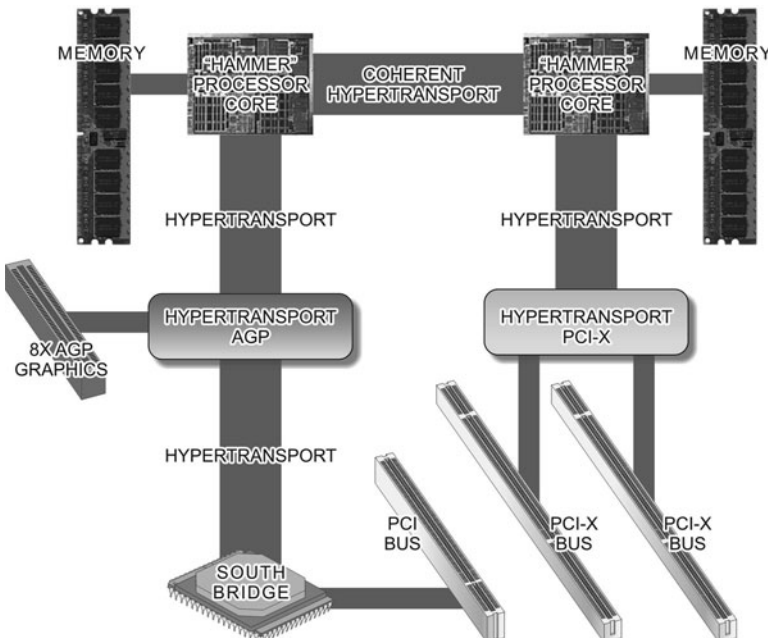 MEMORY
"HAMMER"
PROCESSOR
CORE
COHERENT
HYPERTRANSPORT
"HAMMER"
PROCESSOR
CORE
MEMORY
HYPERTRANSPORT
HYPERTRANSPORT
HYPERTRANSPORT
AGP
HYPERTRANSPORT
PCI-X
8X AGP
GRAPHICS
HYPERTRANSPORT
PCI
BUS
PCI-X
BUS
PCI-X
BUS
SOUTH
BRIDGE